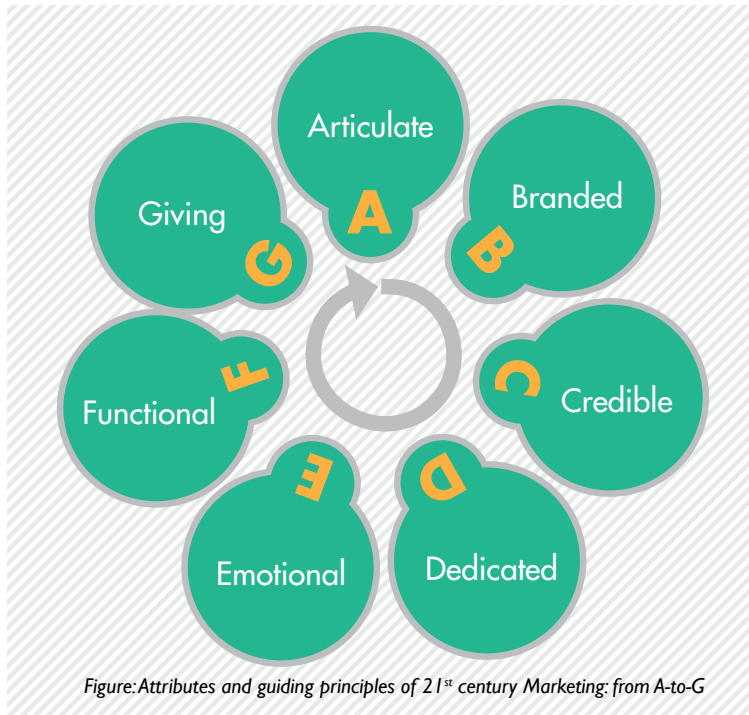 Articulate
A
Branded
B
Credible
C
Dedicated
D
Emotional
E
Functional
F
Giving
G
Figure: Attributes and guiding principles of 21st century Marketing: from A-to-G